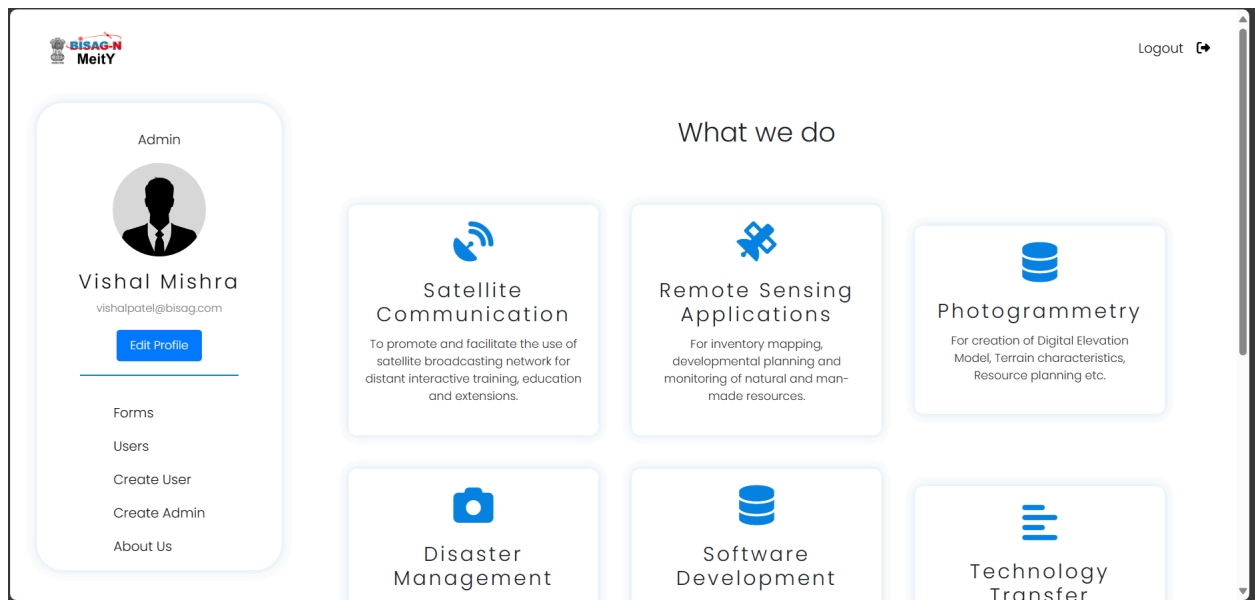 BISAG-N
MeitY
Logout
Admin
Vishal Mishra
vishalpatel@bisag.com
Edit Profile
Forms
Users
Create User
Create Admin
About Us
What we do
Satellite
Communication
To promote and facilitate the use of
satellite broadcasting network for
distant interactive training, education
and extensions.
Remote Sensing
Applications
For inventory mapping,
developmental planning and
monitoring of natural and man-
made resources.
Photogrammetry
For creation of Digital Elevation
Model, Terrain characteristics,
Resource planning etc.
Disaster
Management
Software
Development
Technology
Transfer